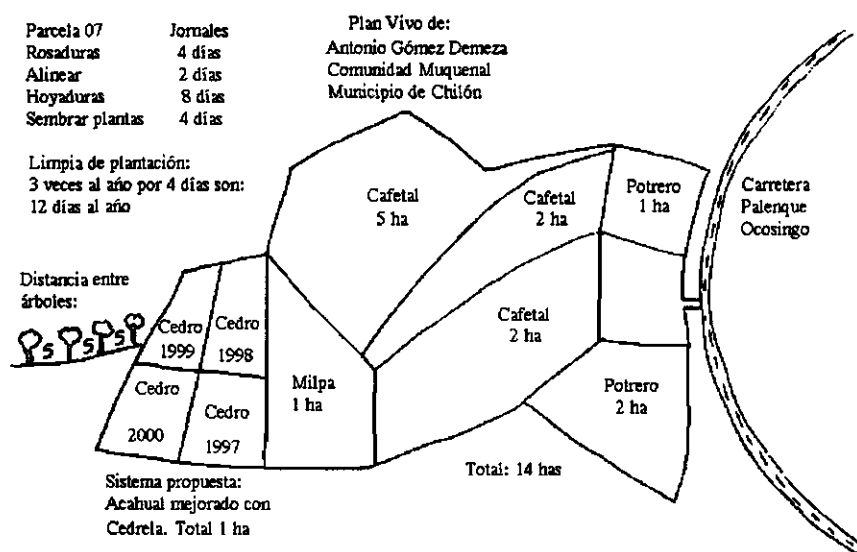 Parcela 07 Jornales
Rosaduras 4 días
Alinear 2 días
Hoyaduras 8 días
Sembrar plantas 4 días
Limpia de plantación:
3 veces al año por 4 días son:
12 días al año
Plan Vivo de:
Antonio Gómez Demeza
Comunidad Muquenal
Municipio de Chilón
Cafetal
5 ha
Cafetal
2 ha
Potrero
1 ha
Carretera
Palenque
Ocosingo
Distancia entre
árboles:
5 5 5
Cedro
1999
Cedro
1998
Cafetal
2 ha
Milpa
1 ha
Cedro
2000
Cedro
1997
Potrero
2 ha
Total: 14 has
Sistema propuesta:
Acahual mejorado con
Cedrela. Total 1 ha